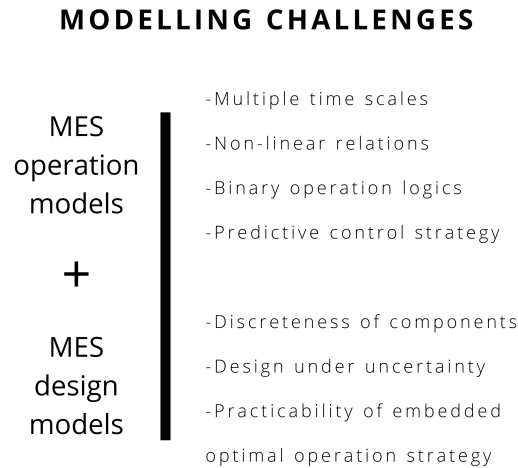 MODELLING CHALLENGES
MES
operation
models
+
MES
design
models
-Multiple time scales
-Non-linear relations
-Binary operation logics
-Predictive control strategy
-Discreteness of components
-Design under uncertainty
-Practicability of embedded
optimal operation strategy